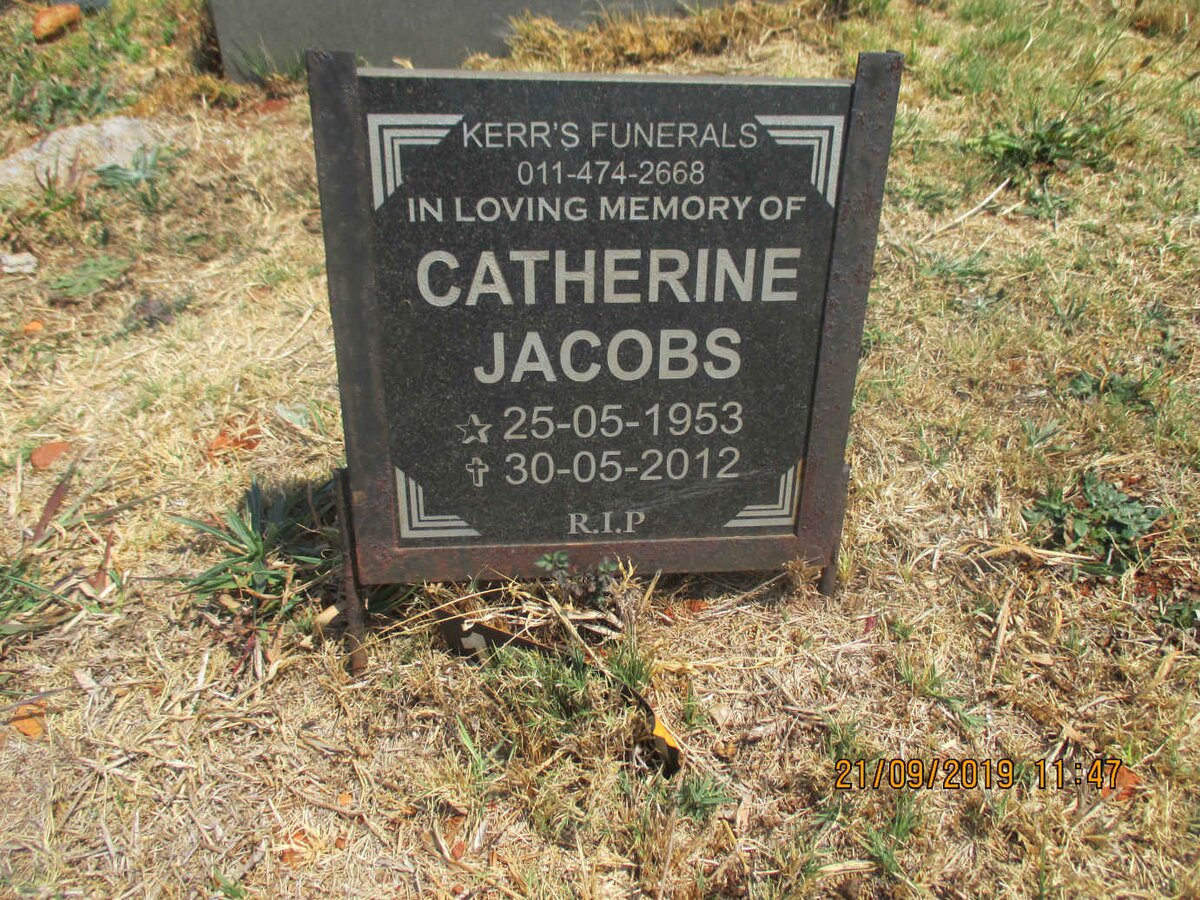 KERR'S FUNERALS
011-474-2668
IN LOVING MEMORY OF
CATHERINE
JACOBS
25-05-1953
30-05-2012
R.I.P
21/09/2019 11:47